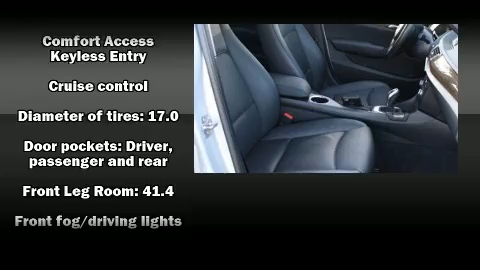 Comfort Access
Keyless Entry
Cruise control
Diameter of tires: 17.0
Door pockets: Driver,
passenger and rear
Front Leg Room: 41.4
Front fog/driving lights